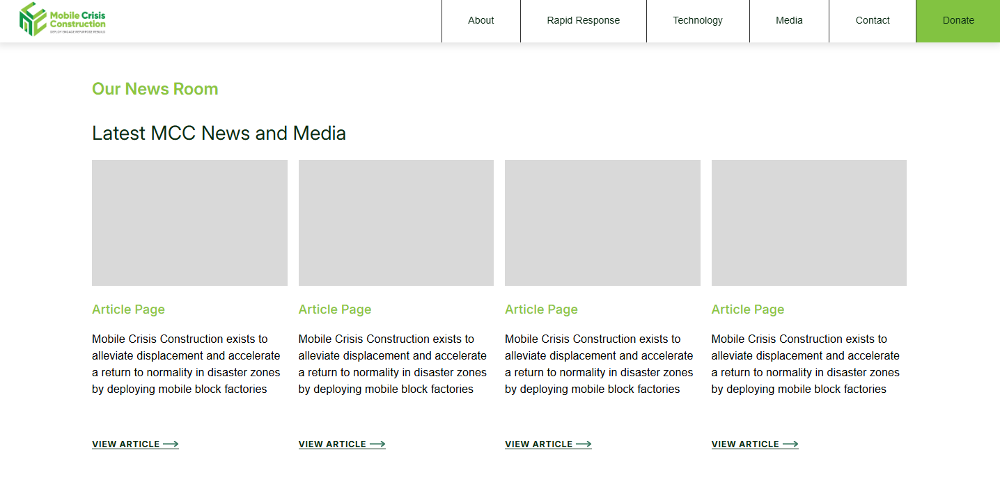 Mobile Crisis
Construction
DEPLOY ENGAGE REPURPOSE REBUILD
About
Rapid Response
Technology
Media
Contact
Donate
Our News Room
Latest MCC News and Media
Article Page
Mobile Crisis Construction exists to
alleviate displacement and accelerate
a return to normality in disaster zones
by deploying mobile block factories
VIEW ARTICLE
Article Page
Mobile Crisis Construction exists to
alleviate displacement and accelerate
a return to normality in disaster zones
by deploying mobile block factories
VIEW ARTICLE
Article Page
Mobile Crisis Construction exists to
alleviate displacement and accelerate
a return to normality in disaster zones
by deploying mobile block factories
VIEW ARTICLE
Article Page
Mobile Crisis Construction exists to
alleviate displacement and accelerate
a return to normality in disaster zones
by deploying mobile block factories
VIEW ARTICLE